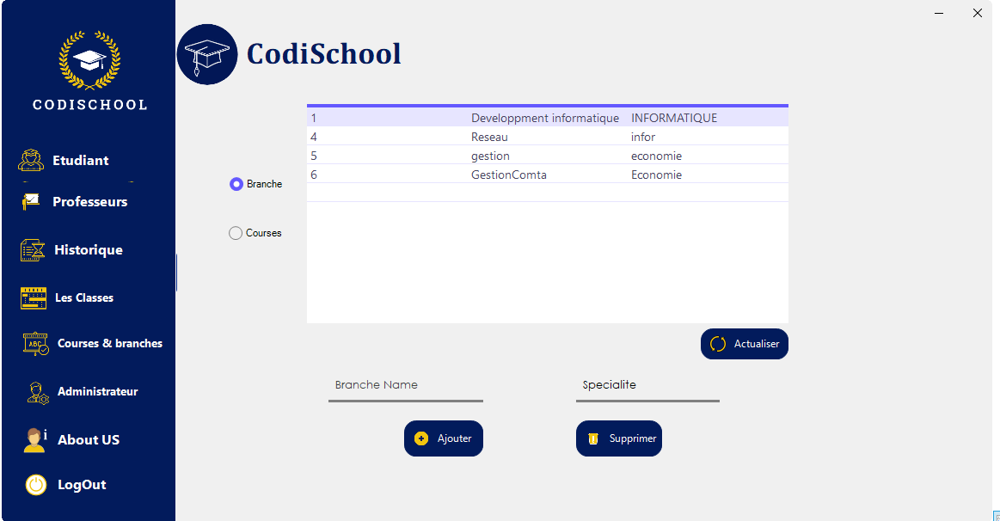 CODISCHOOL
Etudiant
Professeurs
Historique
Les Classes
ABC
Courses & branches
Administrateur
i
About US
LogOut
CodiSchool
Branche
Courses
1 Developpment informatique INFORMATIQUE
4 Reseau infor
5 gestion economie
6 GestionComta Economie
Actualiser
Branche Name Specialite
Ajouter Supprimer